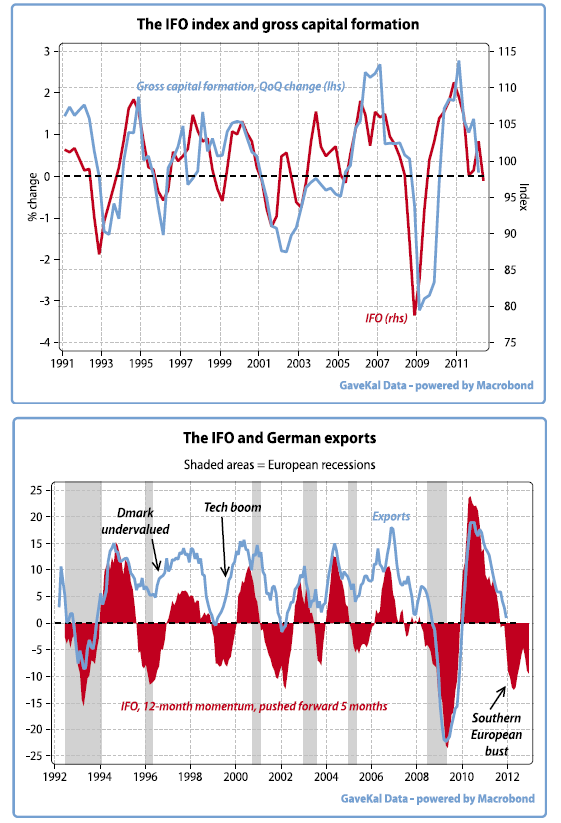 The IFO index and gross capital formation
3
2
1
0
-1
-2
-3
-4
% change
115
110
105
100
95
90
85
80
75
Index
Gross capital formation, QoQ change (lhs)
IFO (rhs)
1991 1993 1995 1997 1999 2001 2003 2005 2007 2009 2011
GaveKal Data – powered by Macrobond
The IFO and German exports
Shaded areas = European recessions
25
20
15
10
5
0
-5
-10
-15
-20
-25
Dmark
undervalued
Tech boom
Exports
IFO, 12-month momentum, pushed forward 5 months
Southern
European
bust
1992 1994 1996 1998 2000 2002 2004 2006 2008 2010 2012
GaveKal Data – powered by Macrobond